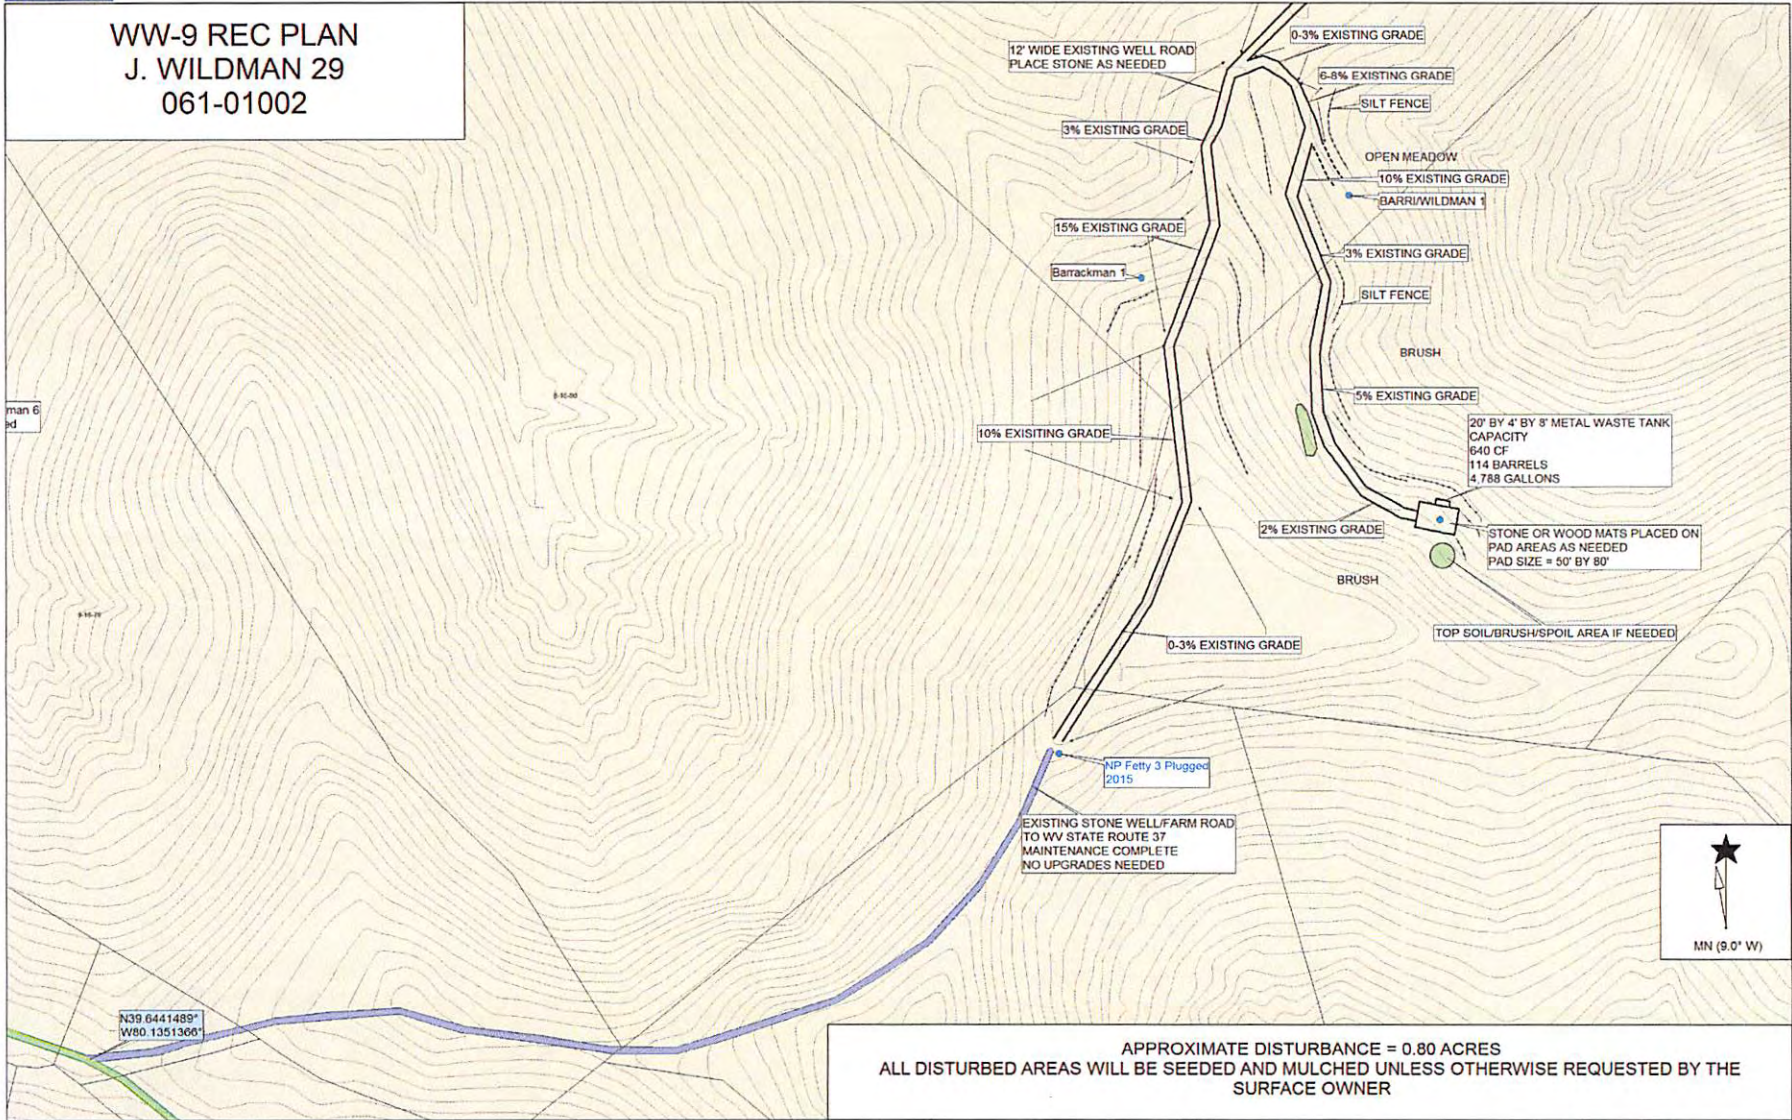 WW-9 REC PLAN
J. WILDMAN 29
061-01002
12' WIDE EXISTING WELL ROAD
PLACE STONE AS NEEDED
0-3% EXISTING GRADE
6-8% EXISTING GRADE
SILT FENCE
3% EXISTING GRADE
OPEN MEADOW
10% EXISTING GRADE
BARRI/WILDMAN 1
15% EXISTING GRADE
3% EXISTING GRADE
Barrackman 1
SILT FENCE
BRUSH
5% EXISTING GRADE
man 6
ed
10% EXISITING GRADE
20' BY 4' BY 8' METAL WASTE TANK
CAPACITY
640 CF
114 BARRELS
4,788 GALLONS
2% EXISTING GRADE
STONE OR WOOD MATS PLACED ON
PAD AREAS AS NEEDED
PAD SIZE = 50' BY 80'
BRUSH
TOP SOIL/BRUSH/SPOIL AREA IF NEEDED
0-3% EXISTING GRADE
NP Fetty 3 Plugged
2015
EXISTING STONE WELL/FARM ROAD
TO WV STATE ROUTE 37
MAINTENANCE COMPLETE
NO UPGRADES NEEDED
MN (9.0° W)
N39.6441489°
W80.1351366°
APPROXIMATE DISTURBANCE = 0.80 ACRES
ALL DISTURBED AREAS WILL BE SEEDED AND MULCHED UNLESS OTHERWISE REQUESTED BY THE
SURFACE OWNER